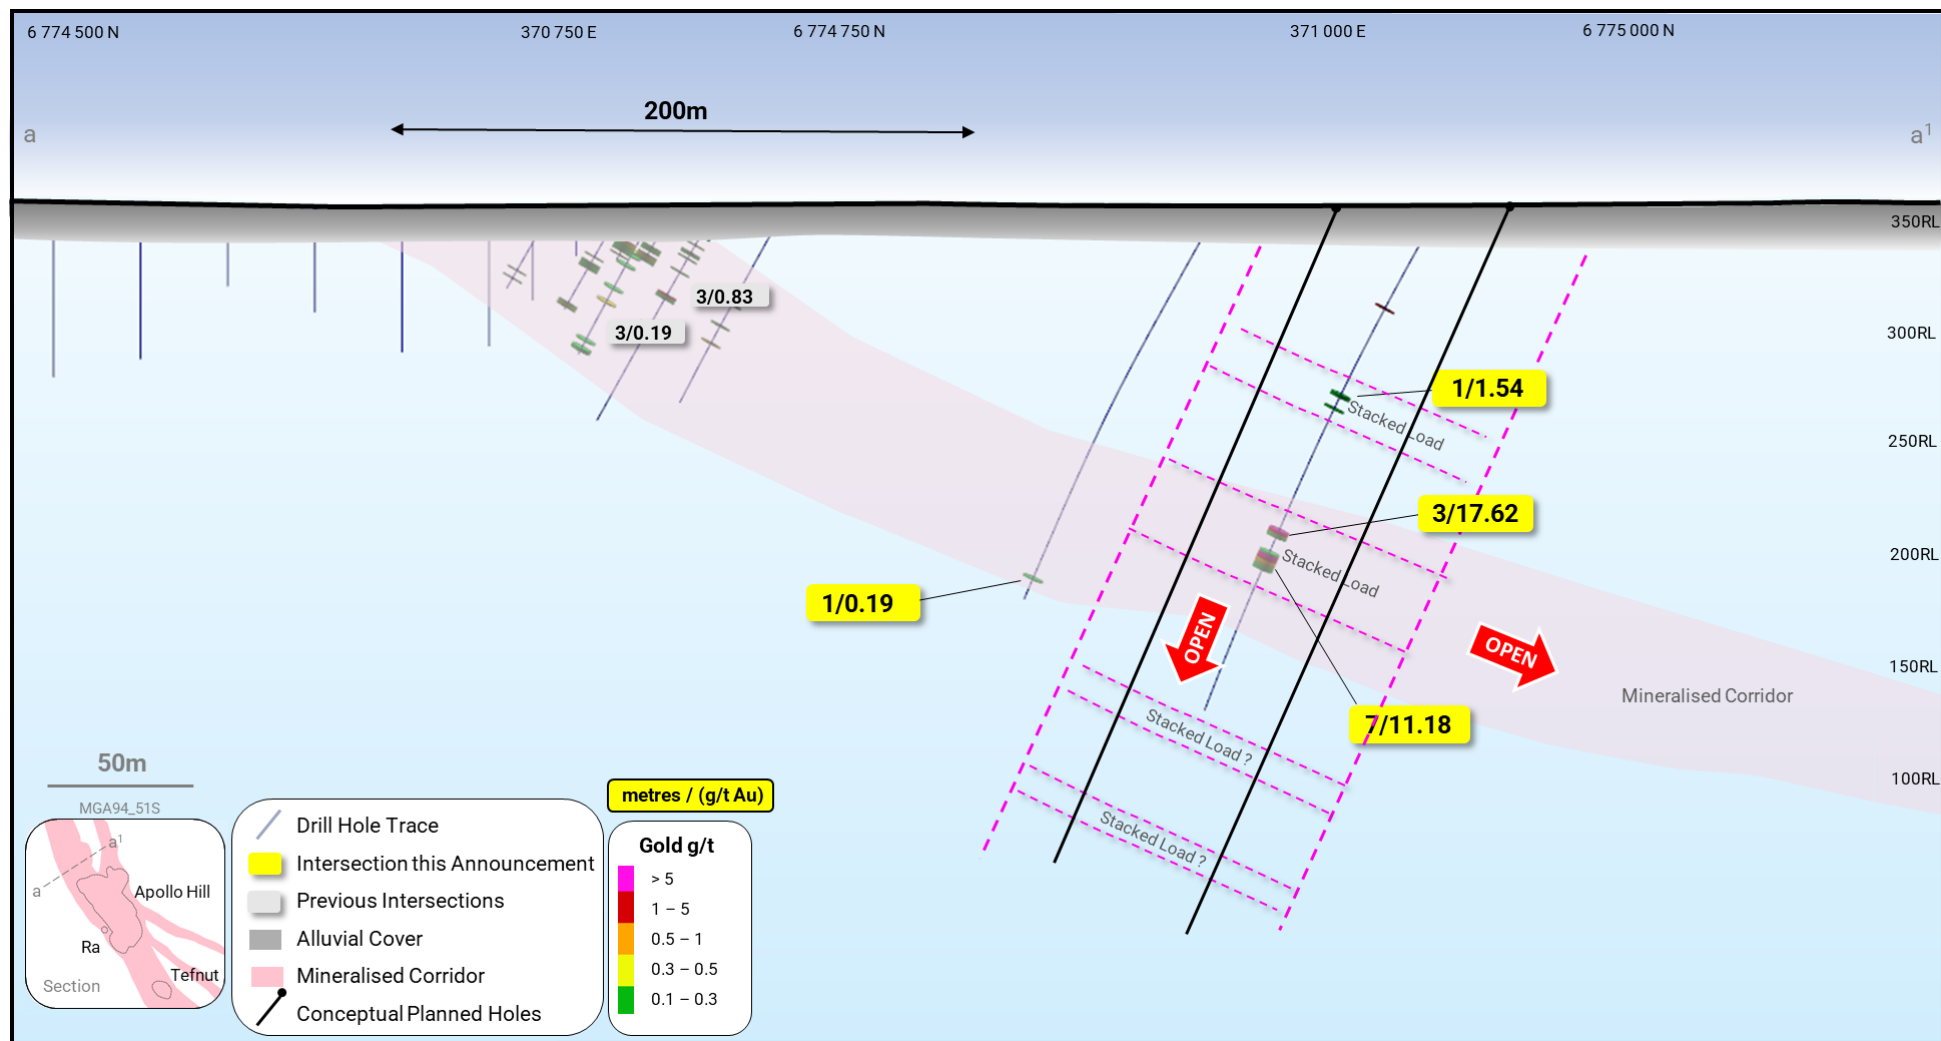 6 774 500 N
370 750 E
6 774 750 N
371 000 E
6 775 000 N
200m
a
a¹
350RL
300RL
250RL
200RL
150RL
100RL
3/0.83
3/0.19
1/1.54
Stacked Load
3/17.62
Stacked Load
1/0.19
OPEN
OPEN
Mineralised Corridor
7/11.18
Stacked Load ?
Stacked Load ?
50m
MGA94_51S
a¹
a
Apollo Hill
Ra
Tefnut
Section
Drill Hole Trace
Intersection this Announcement
Previous Intersections
Alluvial Cover
Mineralised Corridor
Conceptual Planned Holes
metres / (g/t Au)
Gold g/t
> 5
1 – 5
0.5 – 1
0.3 – 0.5
0.1 – 0.3